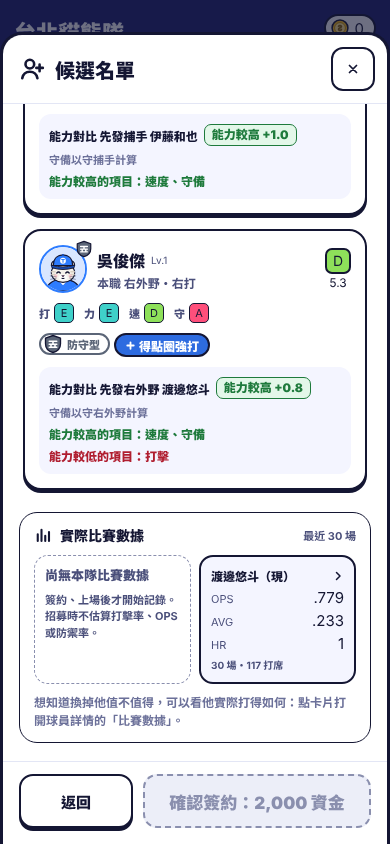 台北貓熊隊
0
候選名單
×
能力對比 先發捕手 伊藤和也 能力較高 +1.0
守備以守捕手計算
能力較高的項目：速度、守備
吳俊傑 Lv.1
D
本職 右外野・右打
5.3
打 E 力 E 速 D 守 A
防守型 + 得點圈強打
能力對比 先發右外野 渡邊悠斗 能力較高 +0.8
守備以守右外野計算
能力較高的項目：速度、守備
能力較低的項目：打擊
實際比賽數據
最近 30 場
尚無本隊比賽數據
簽約、上場後才開始記錄。
招募時不估算打擊率、OPS
或防禦率。
渡邊悠斗（現）
OPS .779
AVG .233
HR 1
30 場・117 打席
想知道換掉他值不值得，可以看他實際打得如何：點卡片打
開球員詳情的「比賽數據」。
返回
確認簽約：2,000 資金